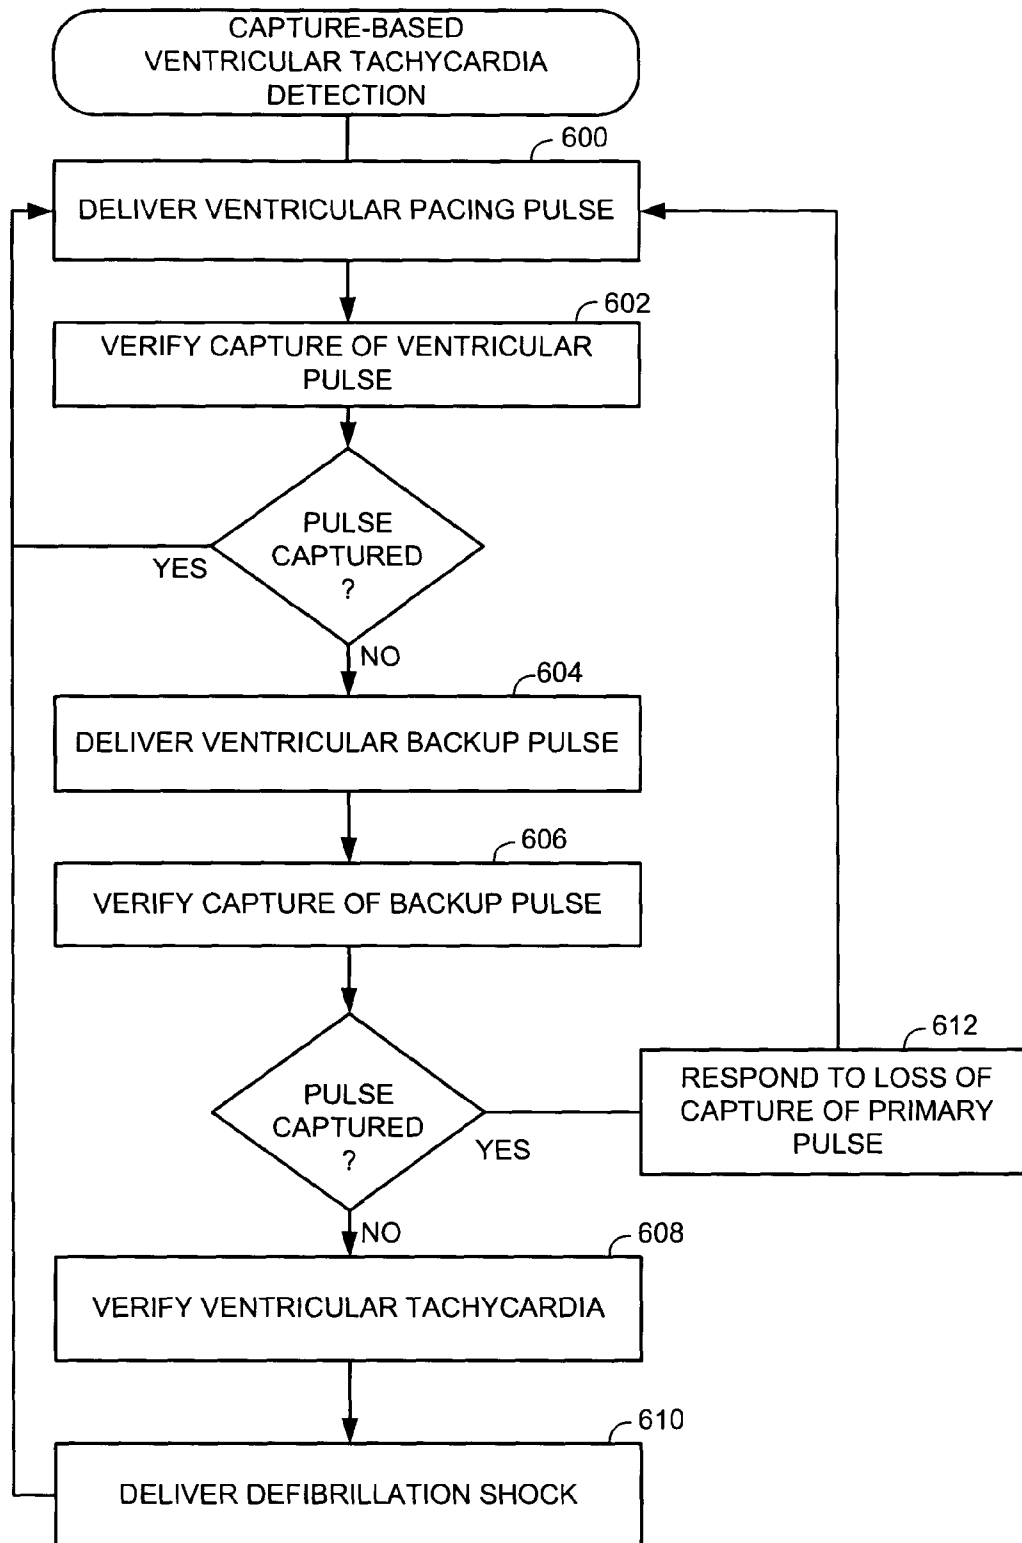 CAPTURE-BASED
VENTRICULAR TACHYCARDIA
DETECTION
600
DELIVER VENTRICULAR PACING PULSE
602
VERIFY CAPTURE OF VENTRICULAR
PULSE
PULSE
CAPTURED
?
YES
NO
604
DELIVER VENTRICULAR BACKUP PULSE
606
VERIFY CAPTURE OF BACKUP PULSE
612
RESPOND TO LOSS OF
CAPTURE OF PRIMARY
PULSE
PULSE
CAPTURED
?
YES
NO
608
VERIFY VENTRICULAR TACHYCARDIA
610
DELIVER DEFIBRILLATION SHOCK